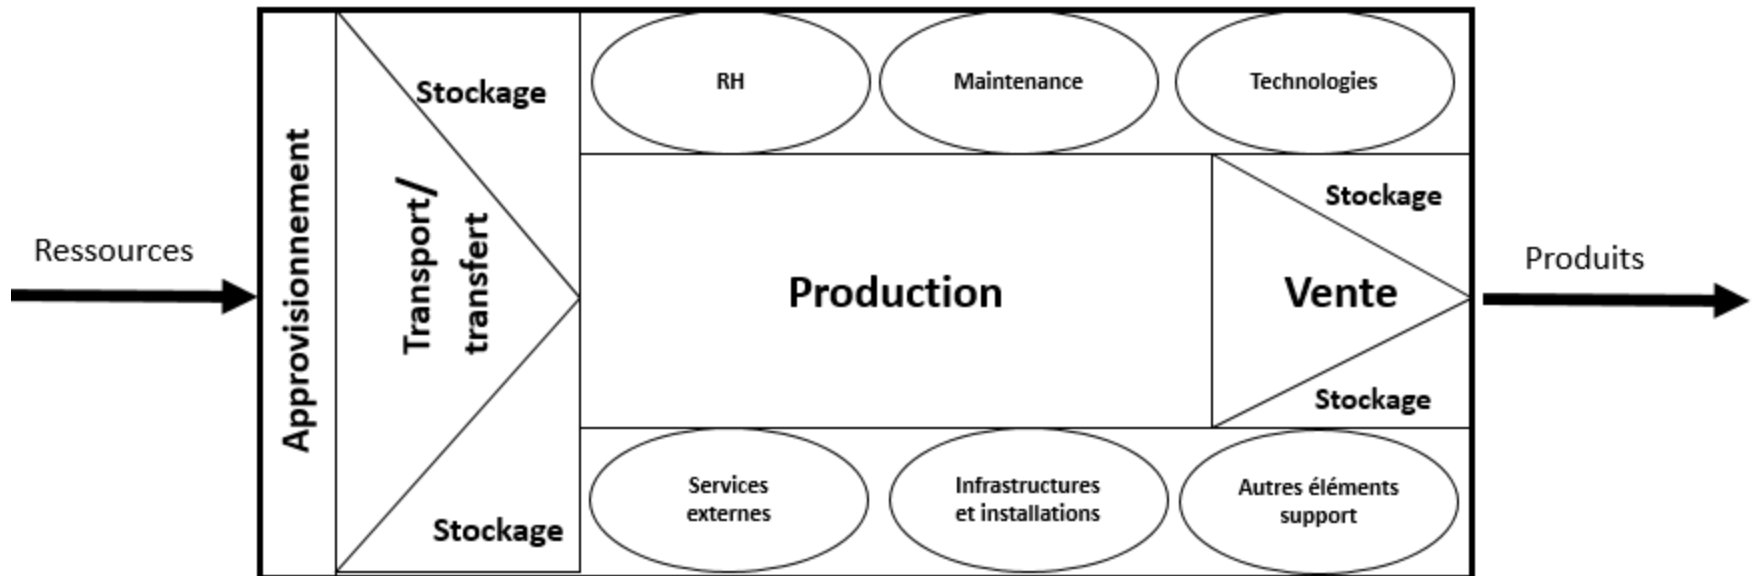 Ressources
Approvisionnement
Transport/
transfert
Stockage
Stockage
RH
Maintenance
Technologies
Production
Stockage
Vente
Stockage
Services
externes
Infrastructures
et installations
Autres éléments
support
Produits